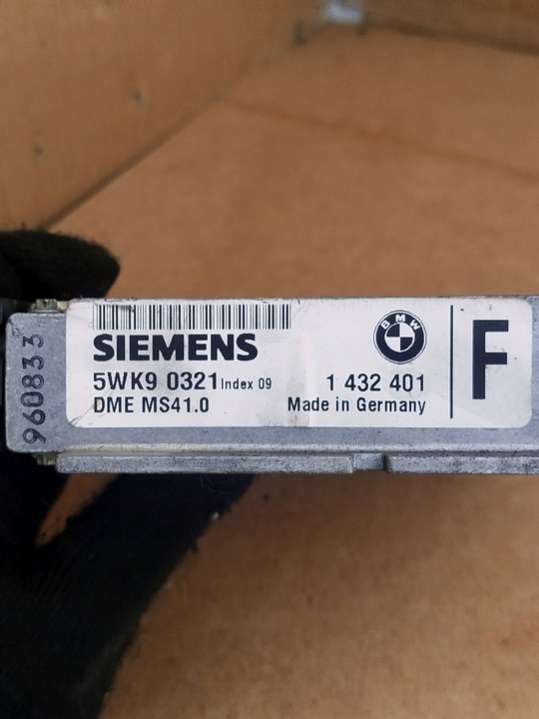 960833
SIEMENS
BMW
5WK9 0321 Index 09
1 432 401
DME MS41.0
Made in Germany
F